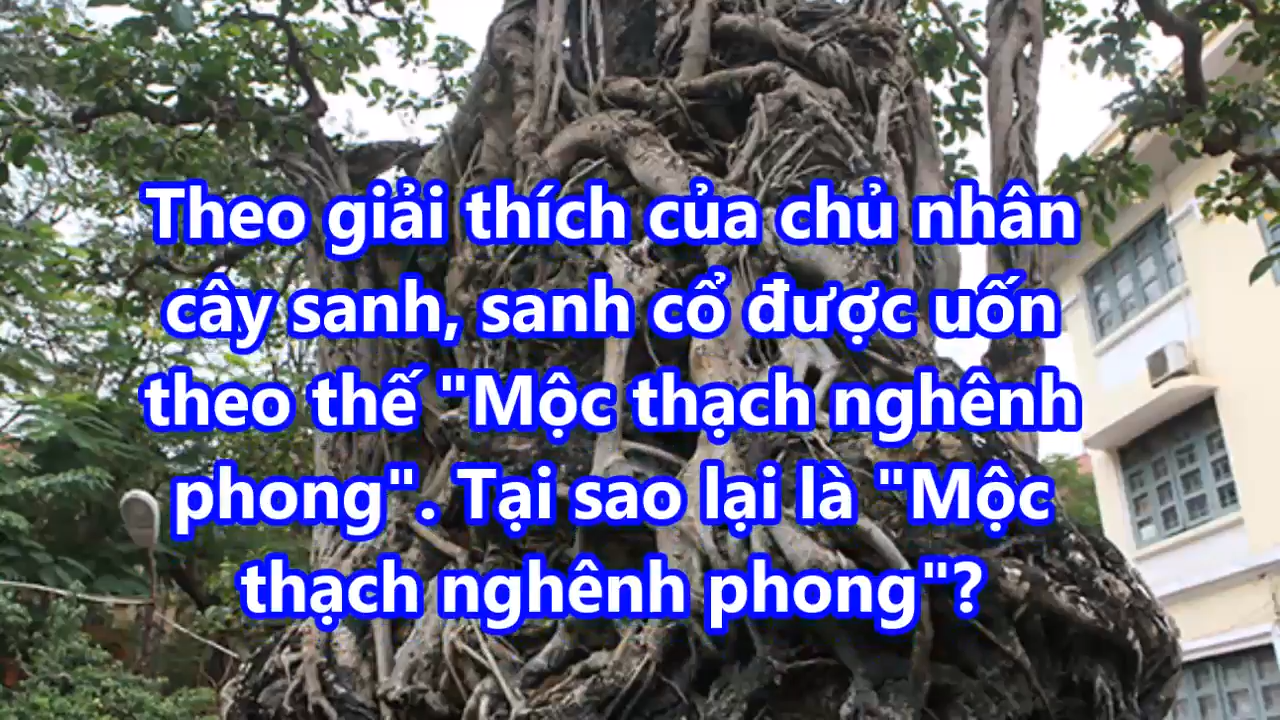 Theo giải thích của chủ nhân
cây sanh, sanh cổ được uốn
theo thế "Mộc thạch nghênh
phong". Tại sao lại là "Mộc
thạch nghênh phong"?